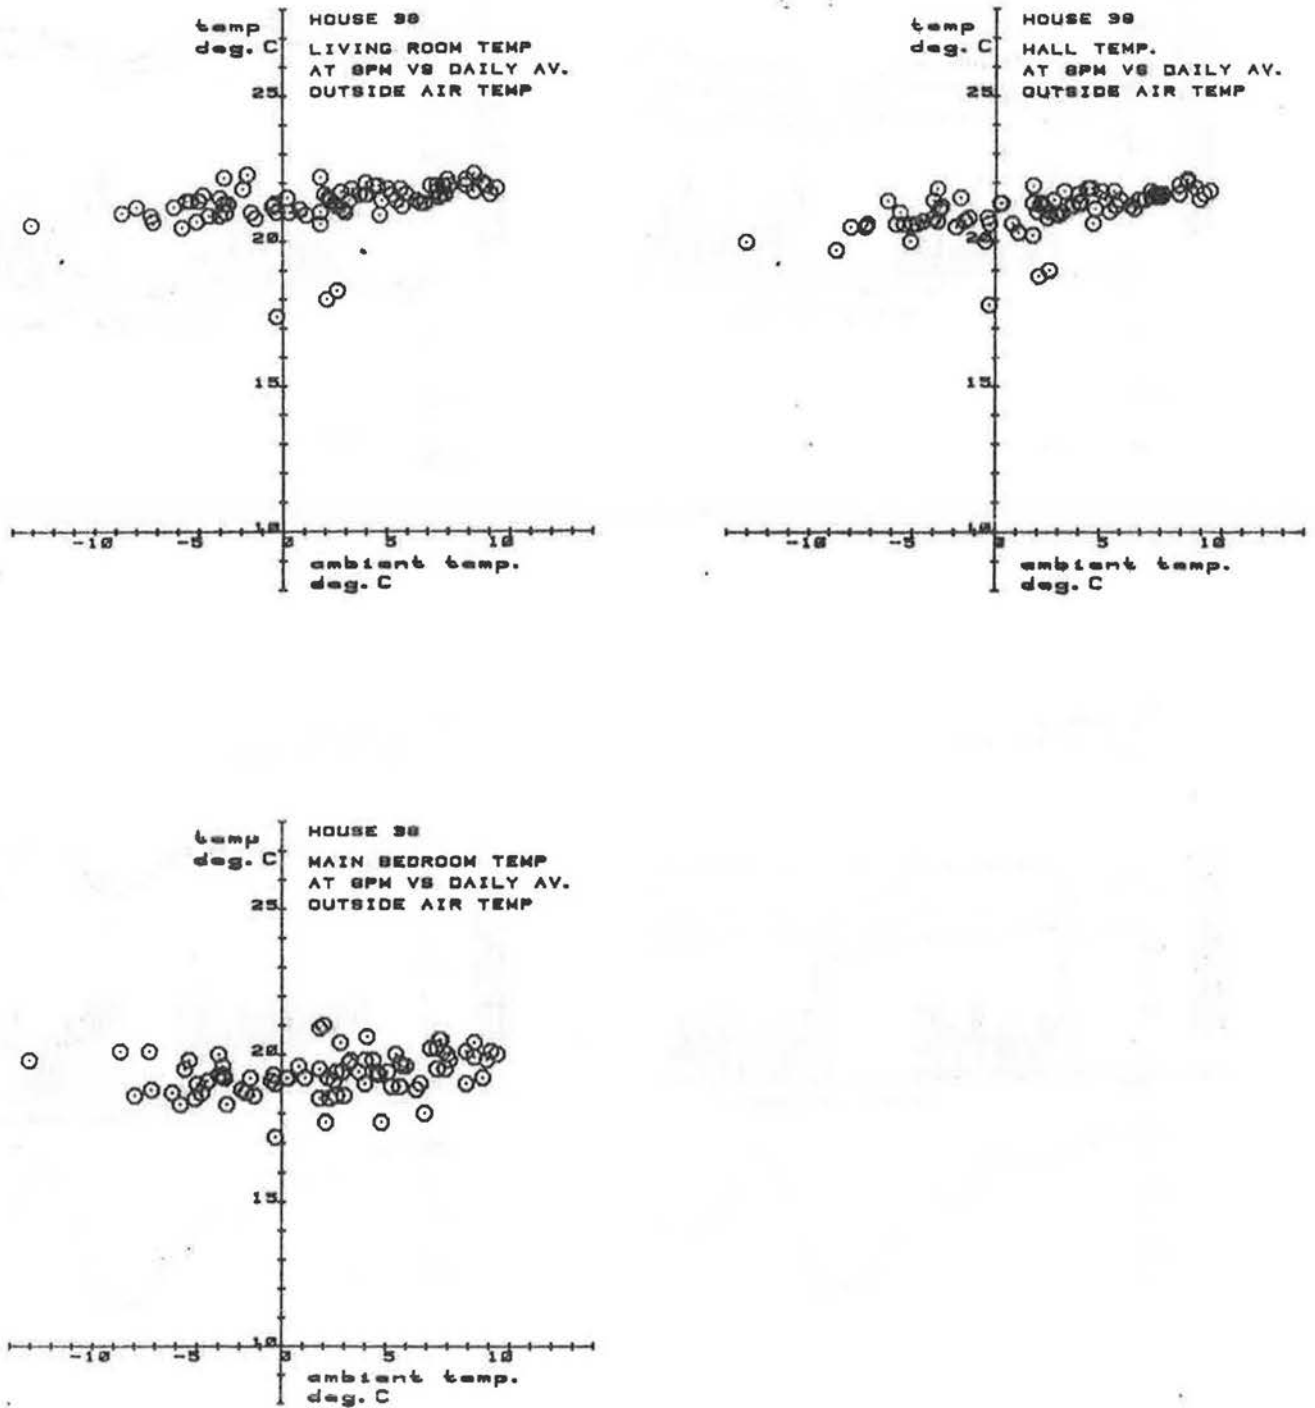 temp
deg. C
HOUSE
LIVING ROOM TEMP
AT 8PM VS DAILY AV.
OUTSIDE AIR TEMP
25
20
15
10
-10 -5 0 5 10
ambient temp.
deg. C
temp
deg. C
HOUSE
HALL TEMP.
AT 8PM VS DAILY AV.
OUTSIDE AIR TEMP
25
20
15
10
-10 -5 0 5 10
ambient temp.
deg. C
temp
deg. C
HOUSE
MAIN BEDROOM TEMP
AT 8PM VS DAILY AV.
OUTSIDE AIR TEMP
25
20
15
10
-10 -5 0 5 10
ambient temp.
deg. C